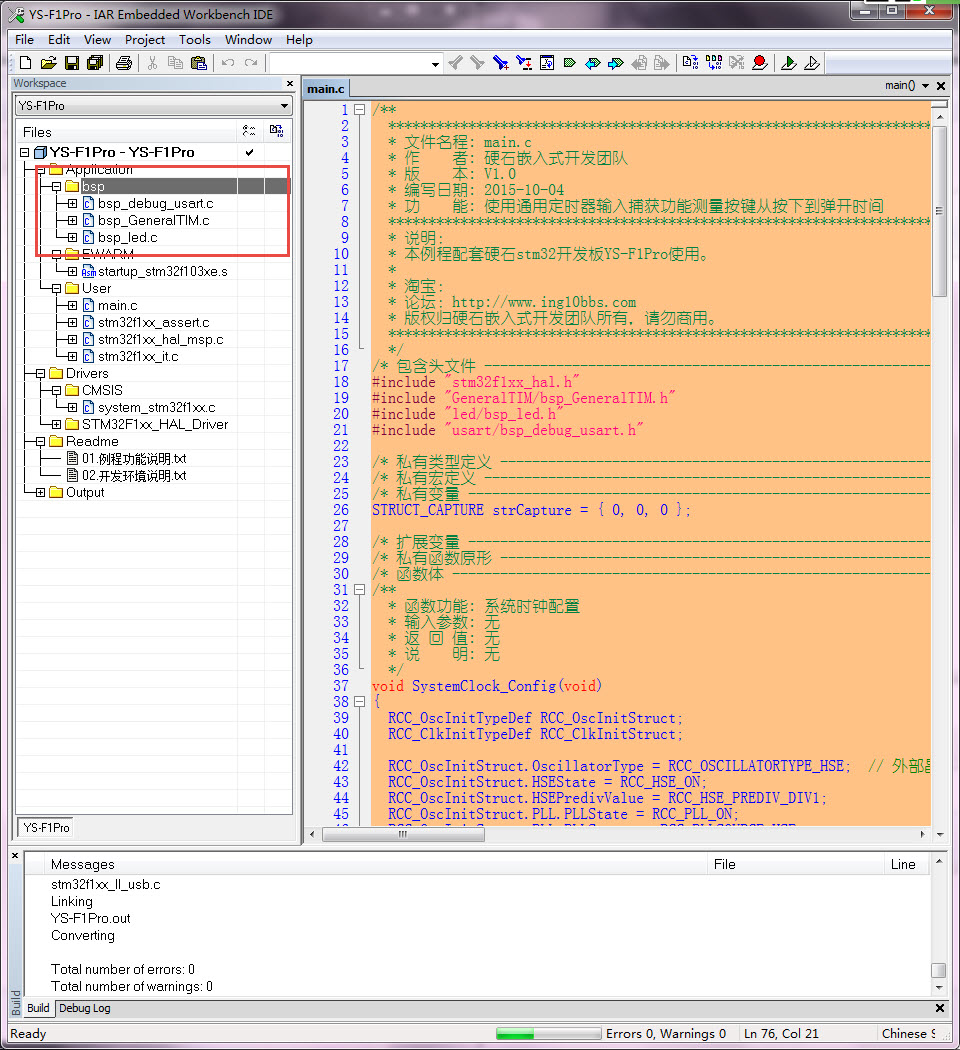 YS-F1Pro - IAR Embedded Workbench IDE
File Edit View Project Tools Window Help
Workspace
YS-F1Pro
Files
YS-F1Pro - YS-F1Pro
Application
bsp
bsp_debug_usart.c
bsp_GeneralTIM.c
bsp_led.c
EWARM
startup_stm32f103xe.s
User
main.c
stm32f1xx_assert.c
stm32f1xx_hal_msp.c
stm32f1xx_it.c
Drivers
CMSIS
system_stm32f1xx.c
STM32F1xx_HAL_Driver
Readme
01.例程功能说明.txt
02.开发环境说明.txt
Output
YS-F1Pro
main.c
main()
1 /**
2 ******************************************************************************
3 * 文件名程: main.c
4 * 作    者: 硬石嵌入式开发团队
5 * 版    本: V1.0
6 * 编写日期: 2015-10-04
7 * 功    能: 使用通用定时器输入捕获功能测量按键从按下到弹开时间
8 ******************************************************************************
9 * 说明:
10 * 本例程配套硬石stm32开发板YS-F1Pro使用。
11 *
12 * 淘宝:
13 * 论坛: http://www.ing10bbs.com
14 * 版权归硬石嵌入式开发团队所有, 请勿商用。
15 ******************************************************************************
16 */
17 /* 包含头文件 ----------------------------------------------------------
18 #include "stm32f1xx_hal.h"
19 #include "GeneralTIM/bsp_GeneralTIM.h"
20 #include "led/bsp_led.h"
21 #include "usart/bsp_debug_usart.h"
22
23 /* 私有类型定义 --------------------------------------------------------
24 /* 私有宏定义 ----------------------------------------------------------
25 /* 私有变量 ------------------------------------------------------------
26 STRUCT_CAPTURE strCapture = { 0, 0, 0 };
27
28 /* 扩展变量 ------------------------------------------------------------
29 /* 私有函数原形 --------------------------------------------------------
30 /* 函数体 --------------------------------------------------------------
31 /**
32 * 函数功能: 系统时钟配置
33 * 输入参数: 无
34 * 返 回 值: 无
35 * 说    明: 无
36 */
37 void SystemClock_Config(void)
38 {
39 RCC_OscInitTypeDef RCC_OscInitStruct;
40 RCC_ClkInitTypeDef RCC_ClkInitStruct;
41
42 RCC_OscInitStruct.OscillatorType = RCC_OSCILLATORTYPE_HSE; // 外部
43 RCC_OscInitStruct.HSEState = RCC_HSE_ON;
44 RCC_OscInitStruct.HSEPredivValue = RCC_HSE_PREDIV_DIV1;
45 RCC_OscInitStruct.PLL.PLLState = RCC_PLL_ON;
Messages File Line
stm32f1xx_ll_usb.c
Linking
YS-F1Pro.out
Converting
Total number of errors: 0
Total number of warnings: 0
Build
Build Debug Log
Ready Errors 0, Warnings 0 Ln 76, Col 21 Chinese